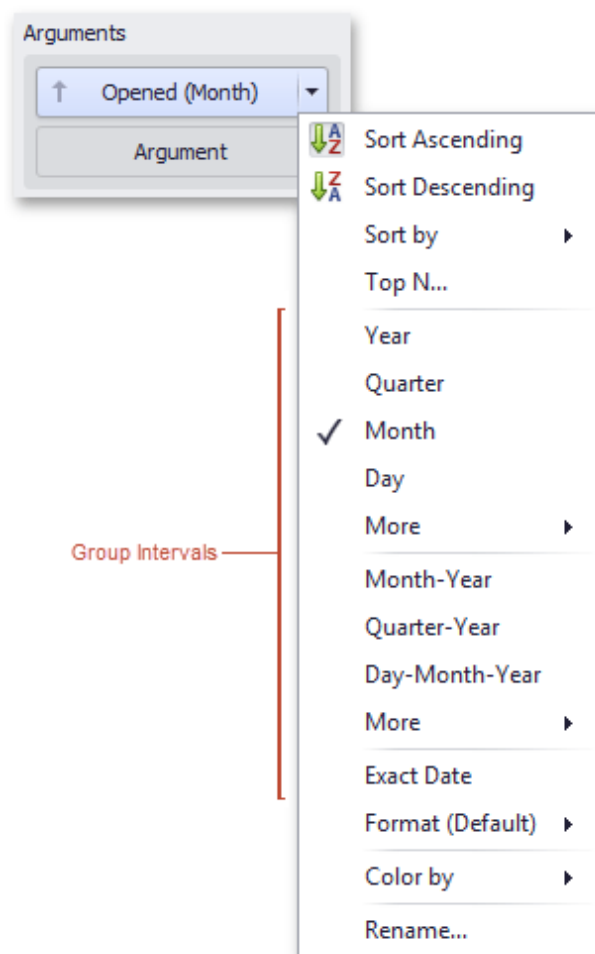 Arguments
Opened (Month)
Argument
Sort Ascending
Sort Descending
Sort by
Top N...
Year
Quarter
Month
Day
More
Group Intervals
Month-Year
Quarter-Year
Day-Month-Year
More
Exact Date
Format (Default)
Color by
Rename...